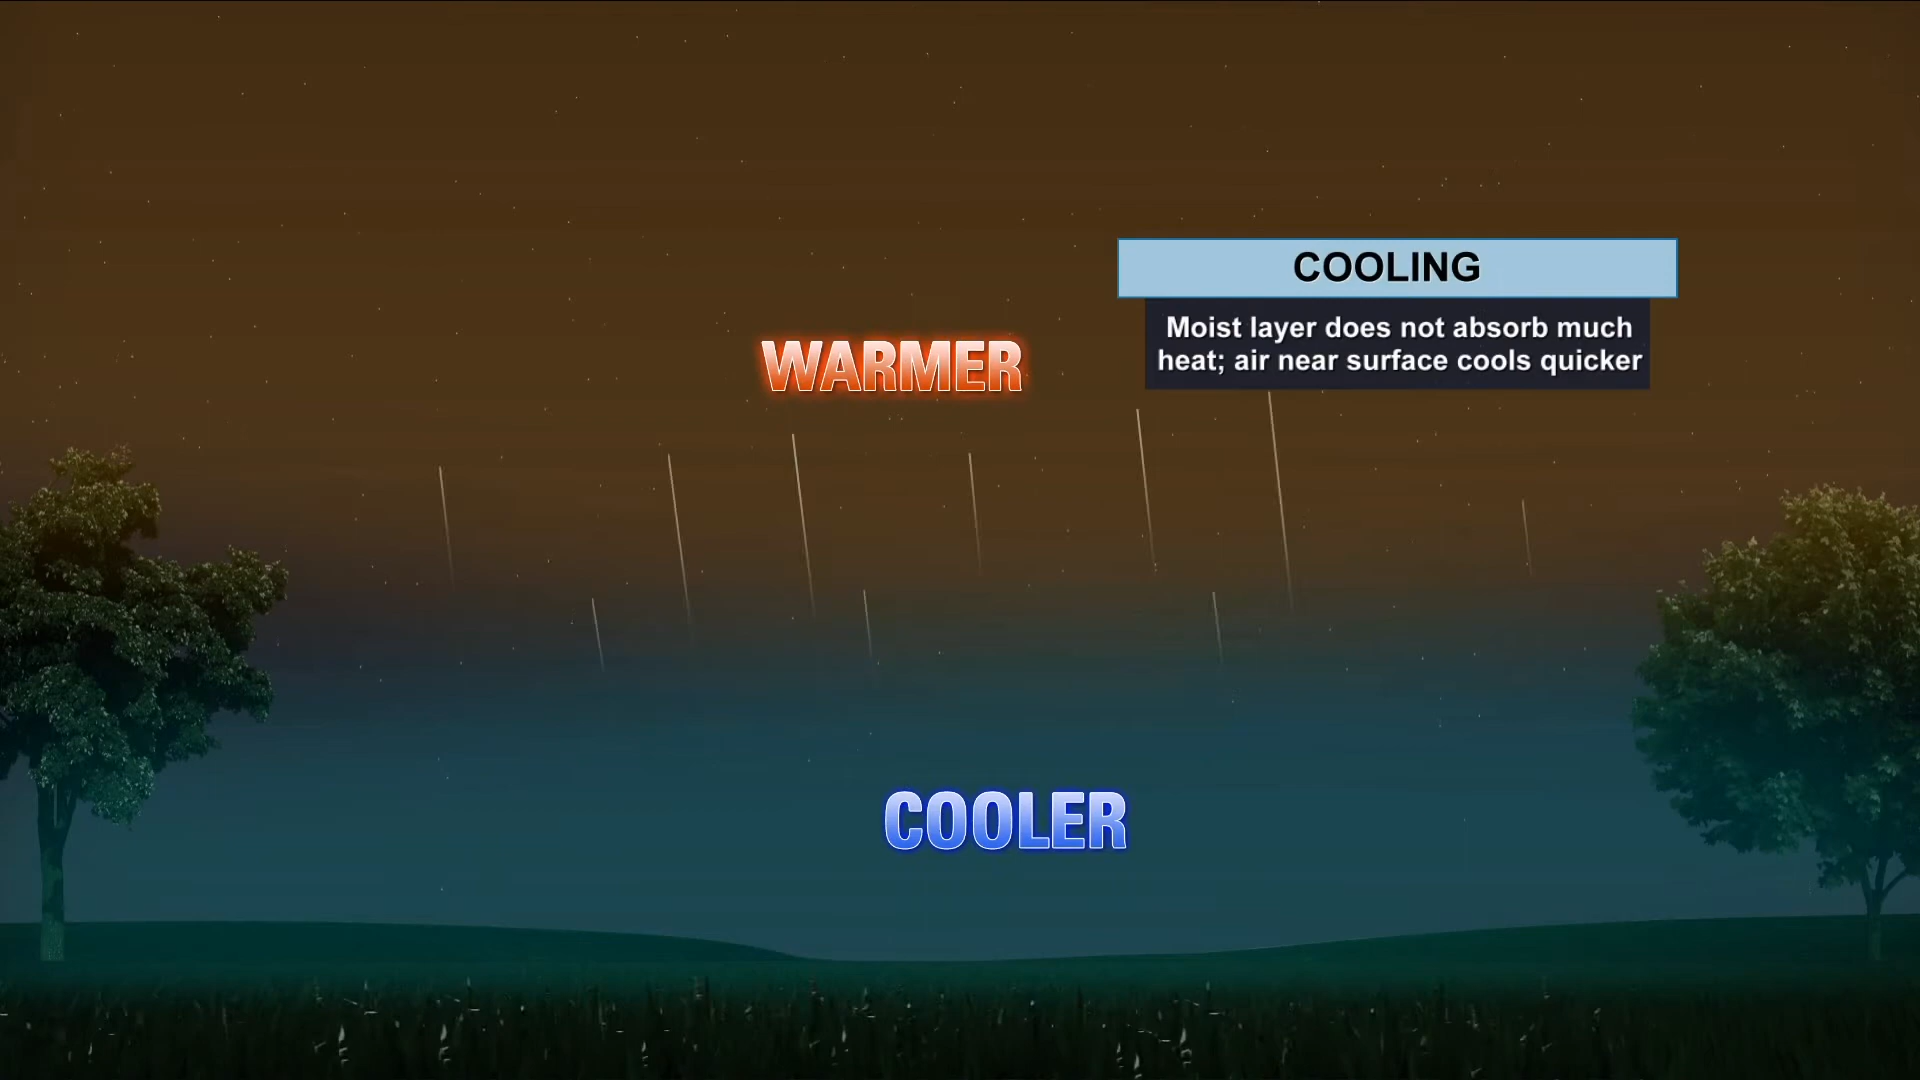 COOLING
Moist layer does not absorb much
heat; air near surface cools quicker
WARMER
COOLER